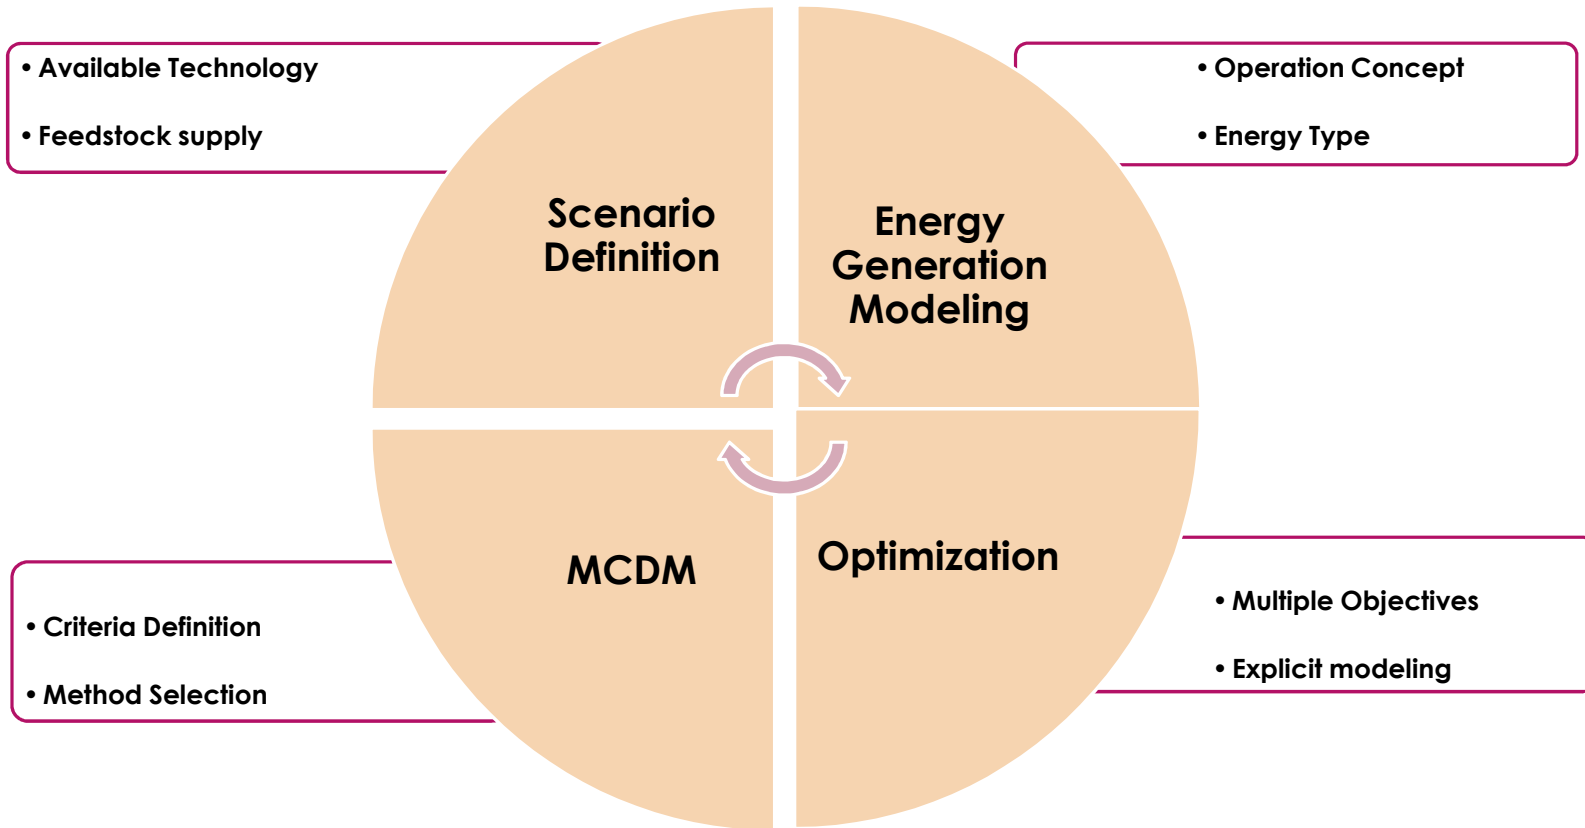 • Available Technology
• Feedstock supply
• Operation Concept
• Energy Type
Scenario
Definition
Energy
Generation
Modeling
MCDM
Optimization
• Criteria Definition
• Method Selection
• Multiple Objectives
• Explicit modeling